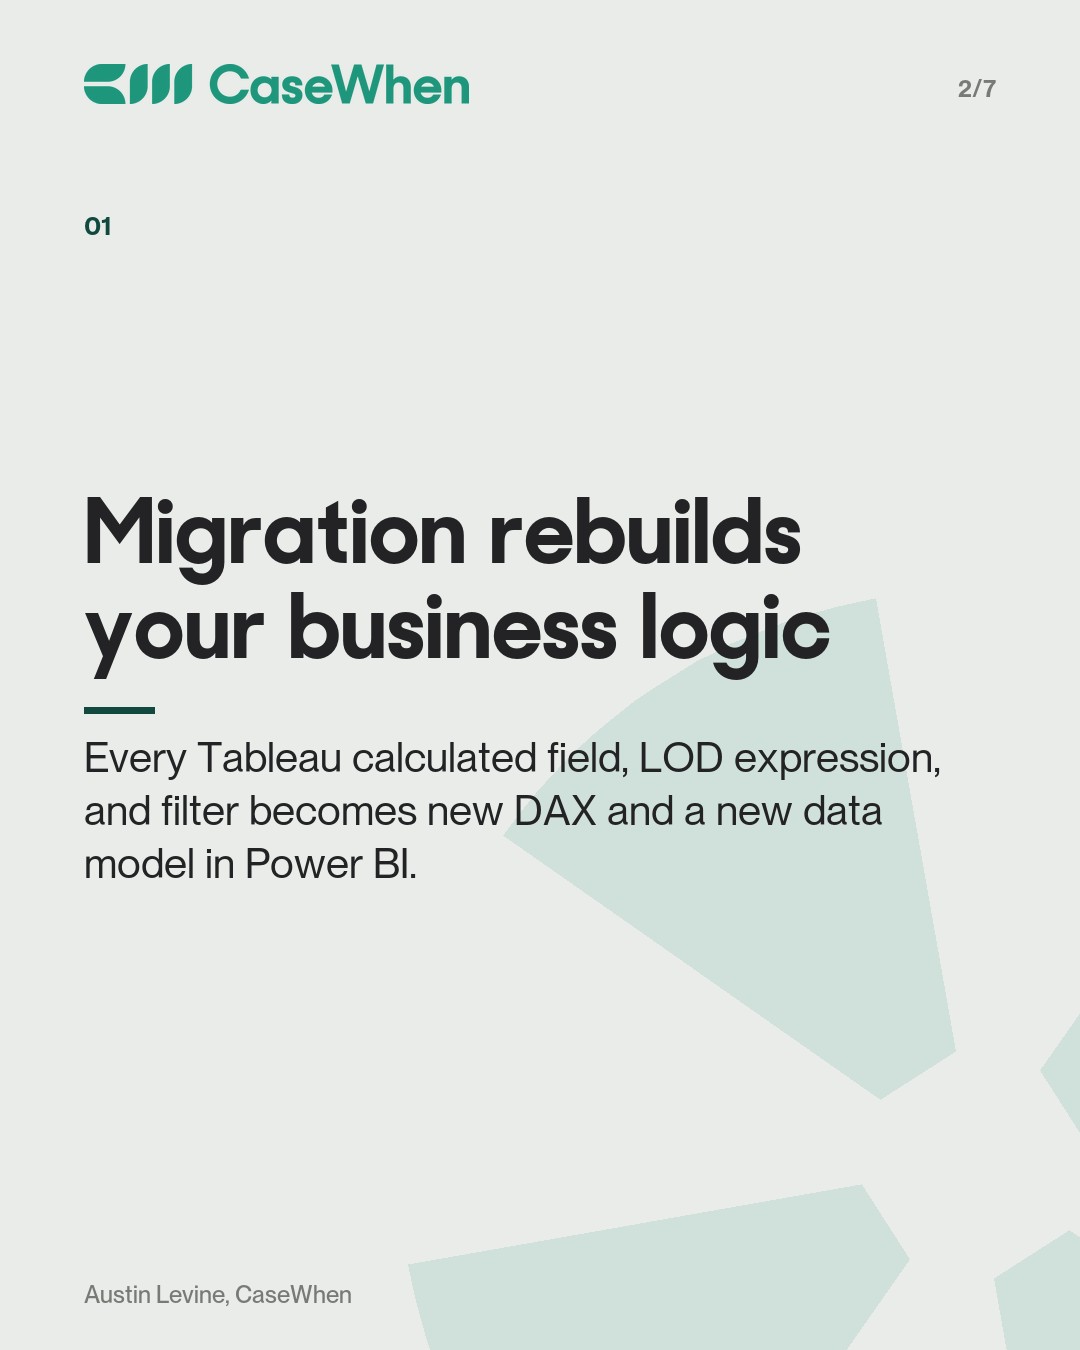 CaseWhen
2/7
01
Migration rebuilds
your business logic
Every Tableau calculated field, LOD expression,
and filter becomes new DAX and a new data
model in Power BI.
Austin Levine, CaseWhen